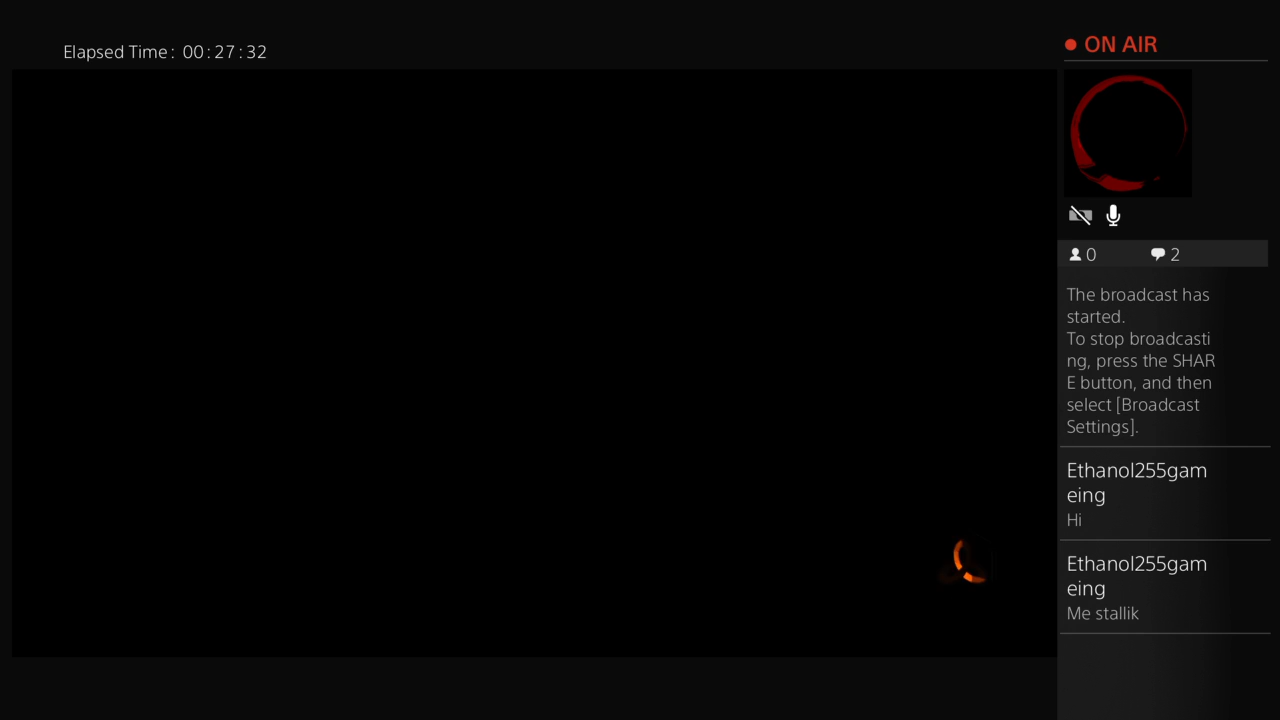 Elapsed Time: 00:27:32
ON AIR
0 2
The broadcast has
started.
To stop broadcasti
ng, press the SHAR
E button, and then
select [Broadcast
Settings].
Ethanol255gam
eing
Hi
Ethanol255gam
eing
Me stallik